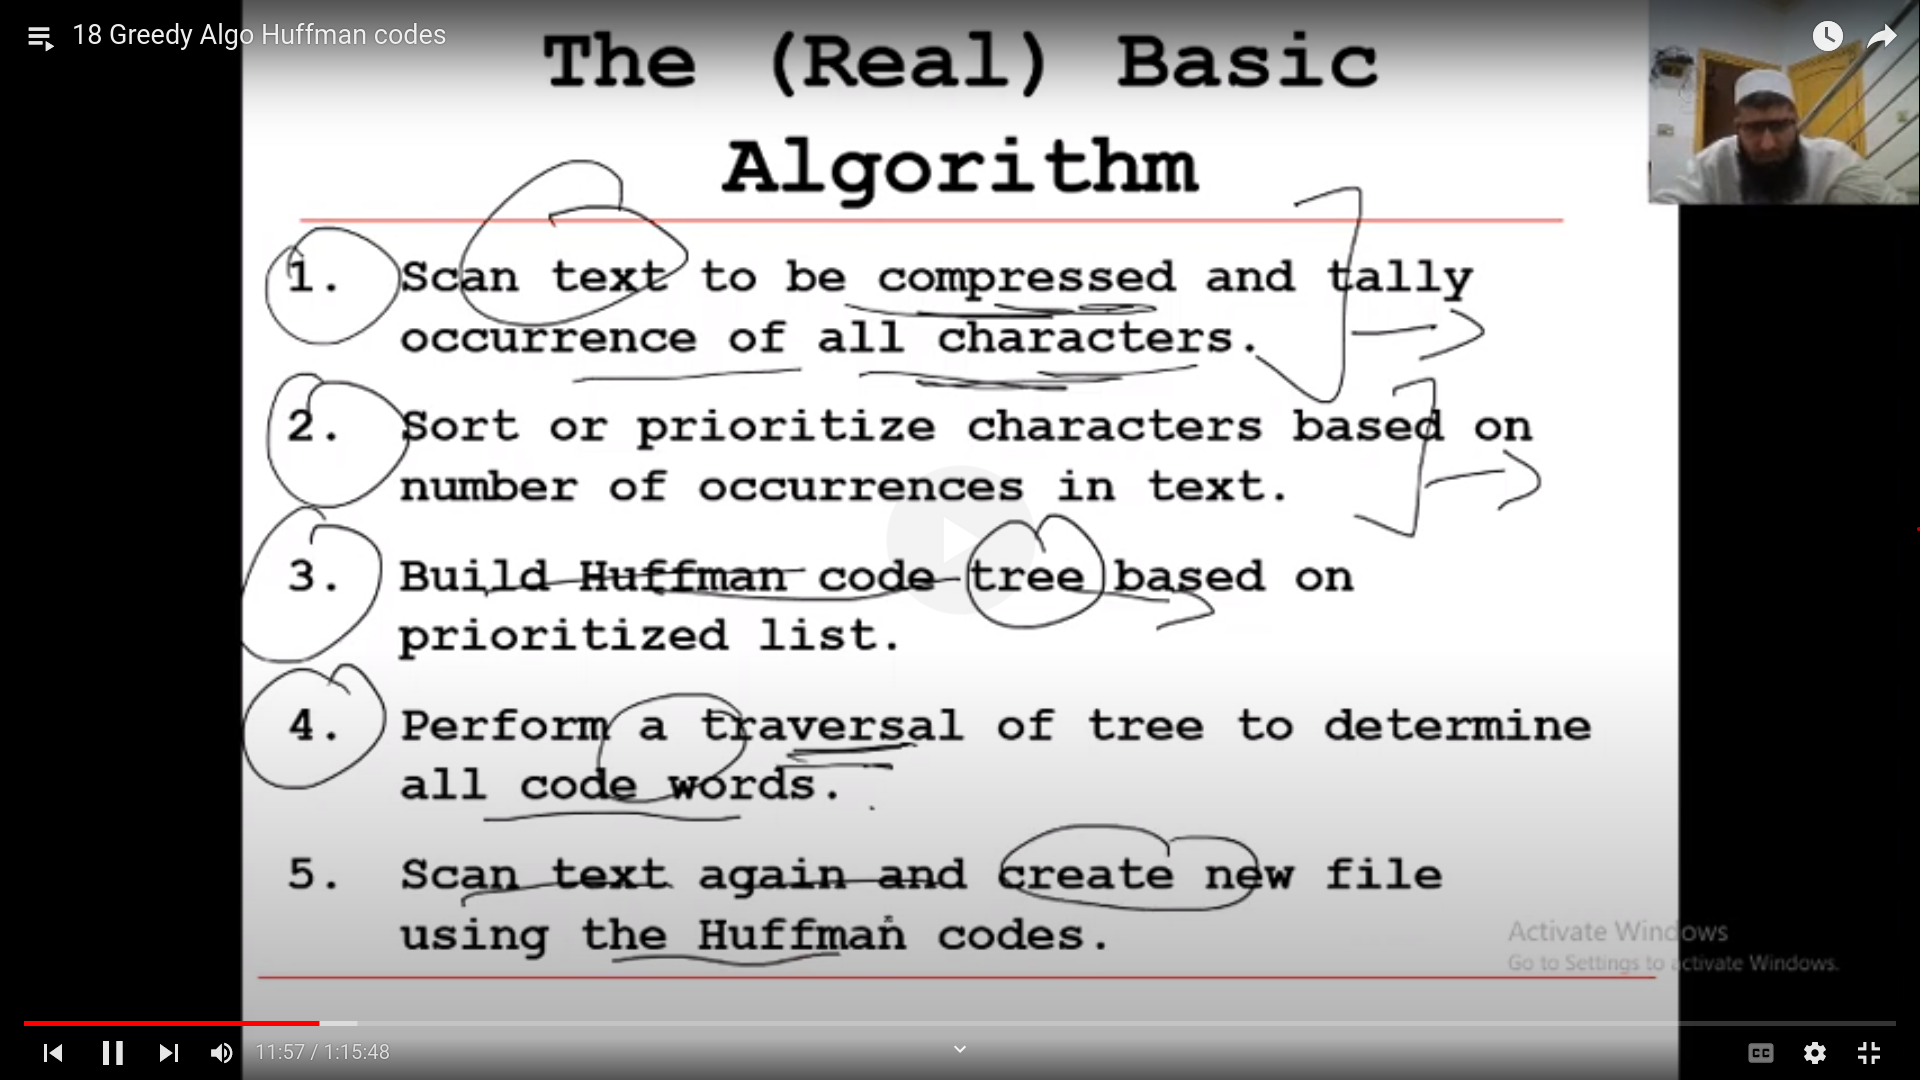 18 Greedy Algo Huffman codes
The (Real) Basic
Algorithm
1. Scan text to be compressed and tally
occurrence of all characters.
2. Sort or prioritize characters based on
number of occurrences in text.
3. Build Huffman code tree based on
prioritized list.
4. Perform a traversal of tree to determine
all code words.
5. Scan text again and create new file
using the Huffman codes.
Activate Windows
Go to Settings to activate Windows.
11:57 / 1:15:48
CC